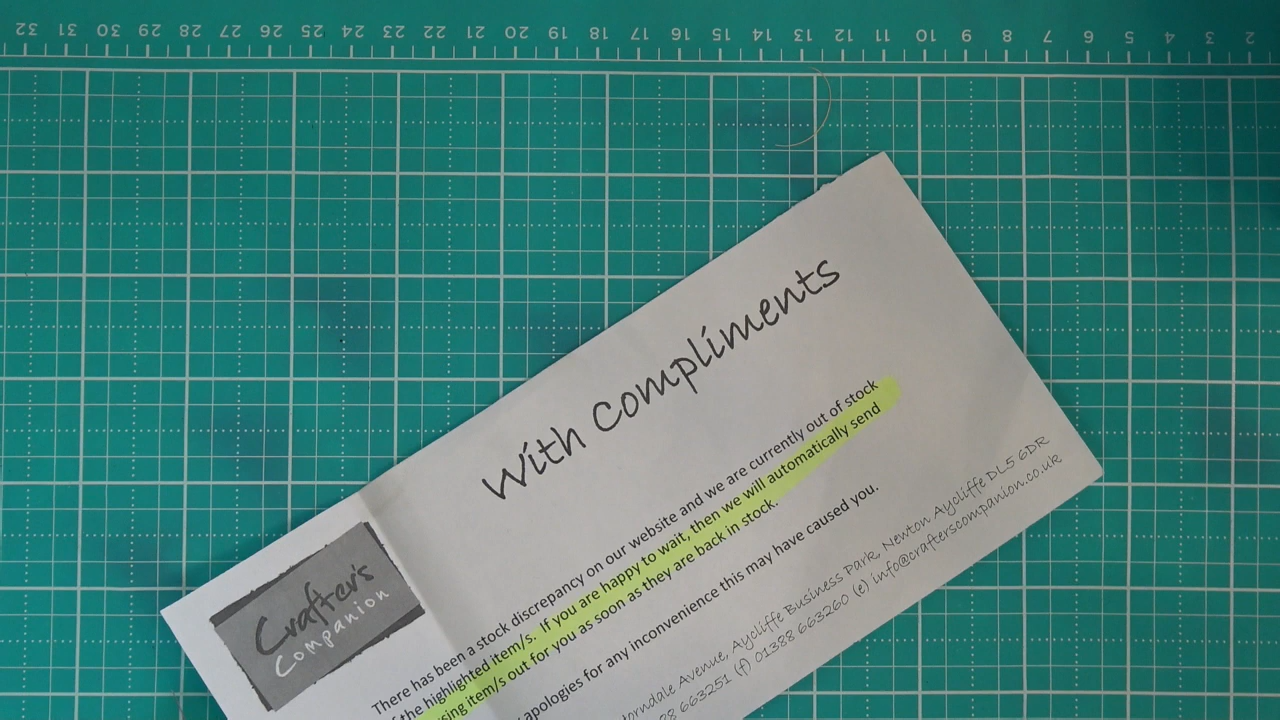 32 31 30 29 28 27 26 25 24 23 22 21 20 19 18 17 16 15 14 13 12 11 10 9 8 7 6 5 4 3 2
With compliments
Crafter's
Companion
There has been a stock discrepancy on our website and we are currently out of stock
of the highlighted item/s. If you are happy to wait, then we will automatically send
item/s out for you as soon as they are back in stock.
apologies for any inconvenience this may have caused you.
Avenue, Aycliffe Business Park, Newton Aycliffe DL5 6DR
663251 (f) 01388 663260 (e) info@crafterscompanion.co.uk